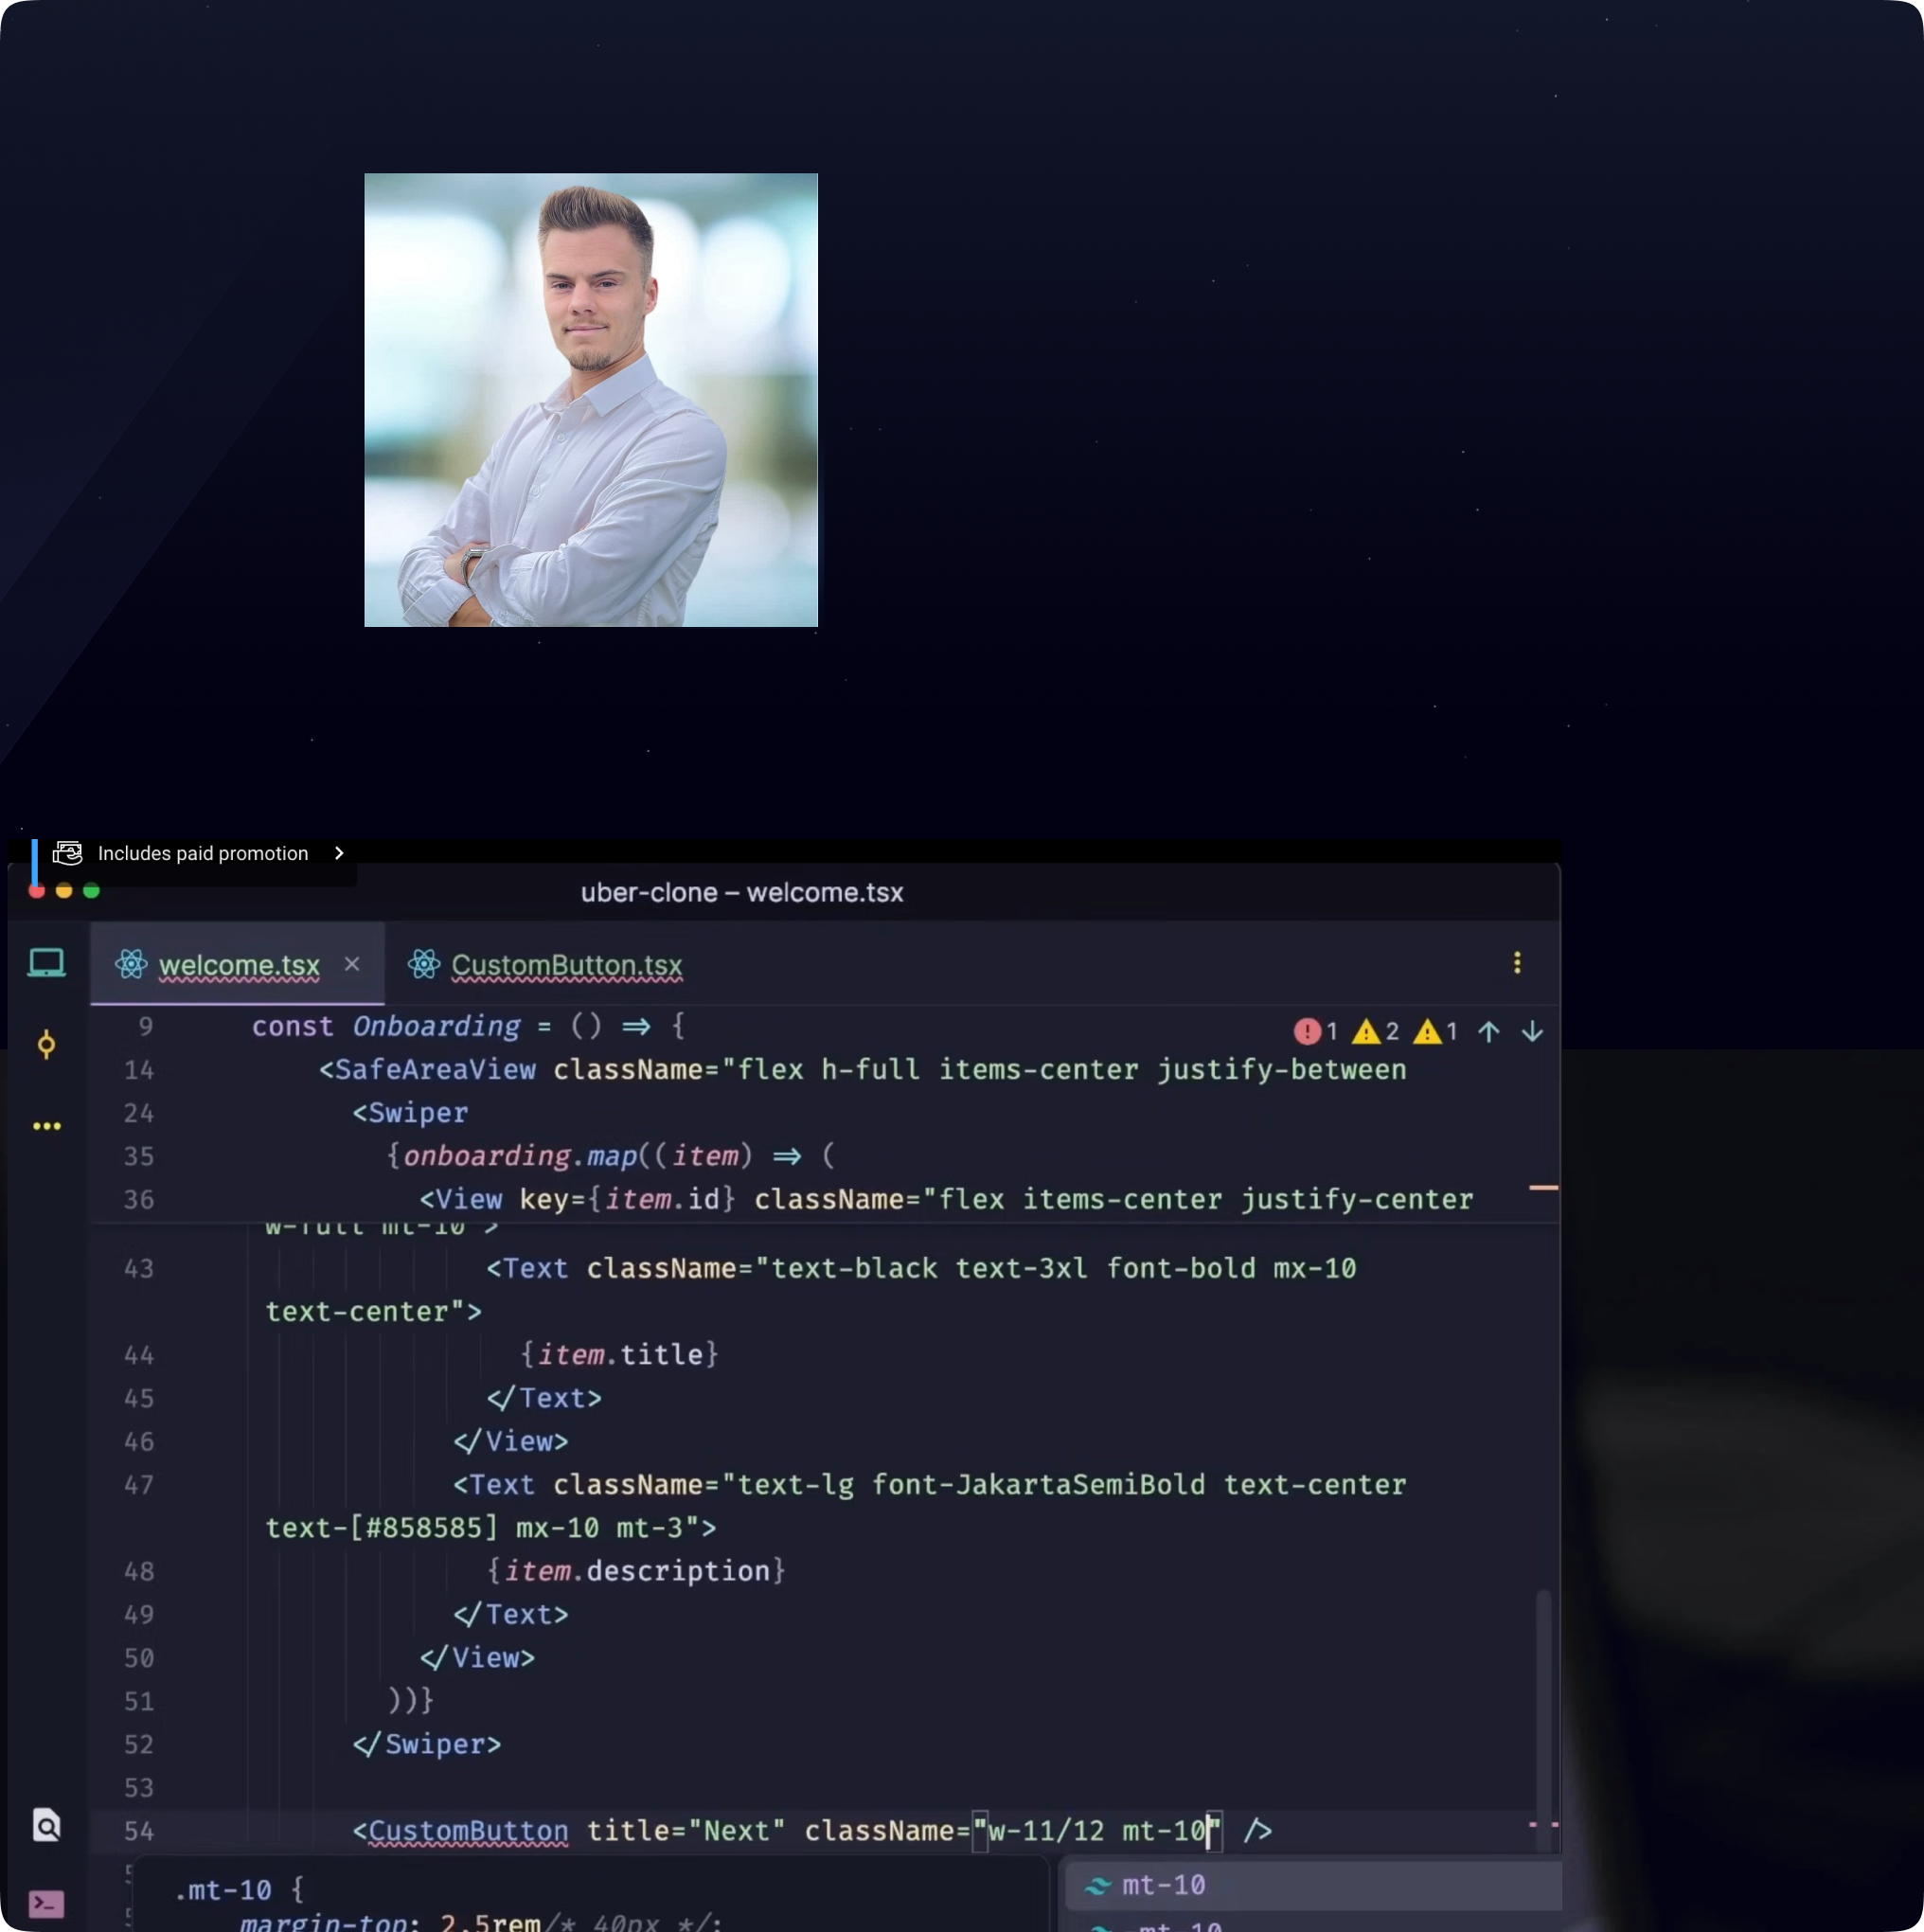 Includes paid promotion
uber-clone – welcome.tsx
welcome.tsx × CustomButton.tsx
9 const Onboarding = () => {
1 2 1
14 <SafeAreaView className="flex h-full items-center justify-between
24 <Swiper
35 {onboarding.map((item) => (
36 <View key={item.id} className="flex items-center justify-center
w-full mt-10">
43 <Text className="text-black text-3xl font-bold mx-10
text-center">
44 {item.title}
45 </Text>
46 </View>
47 <Text className="text-lg font-JakartaSemiBold text-center
text-[#858585] mx-10 mt-3">
48 {item.description}
49 </Text>
50 </View>
51 ))}
52 </Swiper>
53
54 <CustomButton title="Next" className="w-11/12 mt-10" />
.mt-10 {
margin-top: 2.5rem/* 40px */;
mt-10
-mt-10